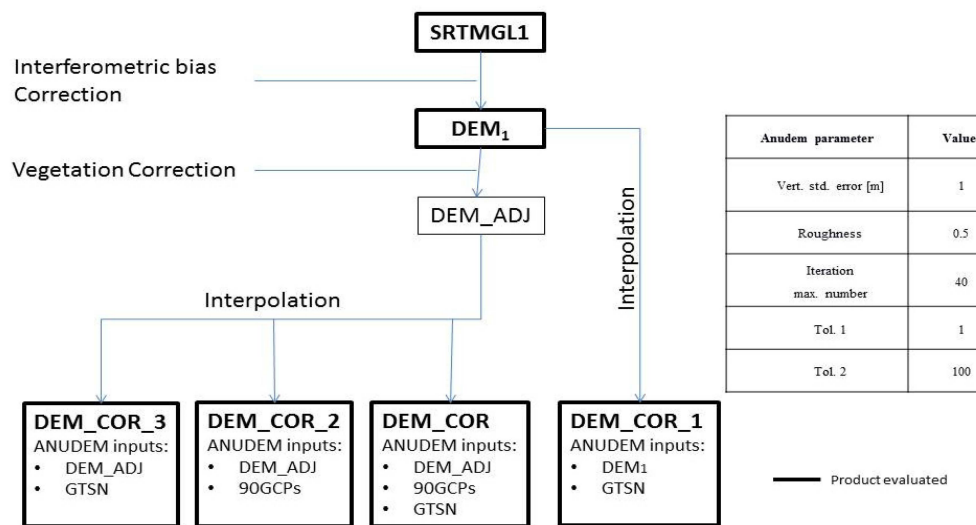 SRTMGL1
Interferometric bias
Correction
DEM₁
Vegetation Correction
DEM_ADJ
Interpolation
Interpolation
DEM_COR_3
ANUDEM inputs:
• DEM_ADJ
• GTSN
DEM_COR_2
ANUDEM inputs:
• DEM_ADJ
• 90GCPs
DEM_COR
ANUDEM inputs:
• DEM_ADJ
• 90GCPs
• GTSN
DEM_COR_1
ANUDEM inputs:
• DEM₁
• GTSN
Anudem parameter Value
Vert. std. error [m] 1
Roughness 0.5
Iteration
max. number 40
Tol. 1 1
Tol. 2 100
Product evaluated